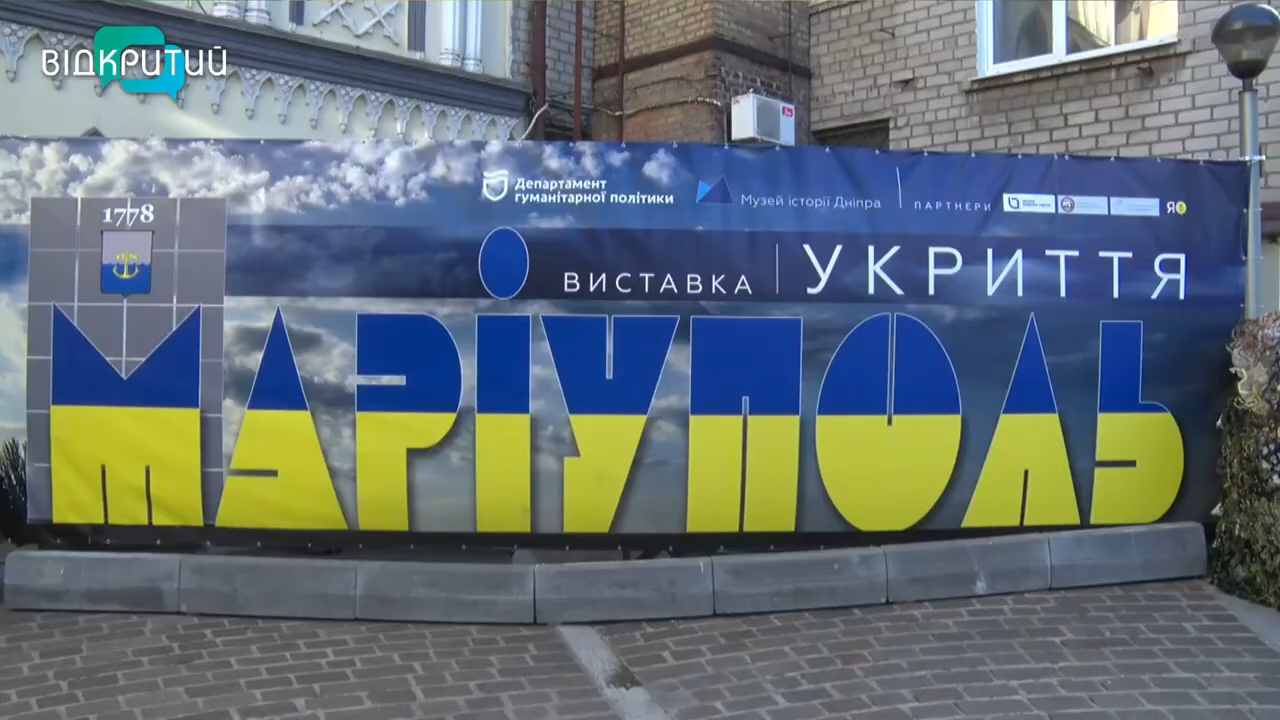 ВІДКРИТИЙ
Департамент
гуманітарної політики
Музей історії Дніпра
ПАРТНЕРИ
Я
1778
ВИСТАВКА
УКРИТТЯ
МАРІУПОЛЬ